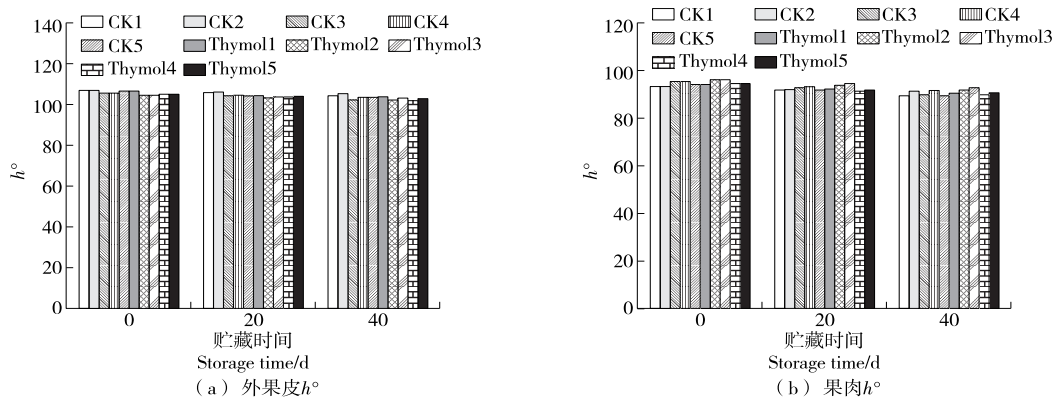 140
120
100
80
60
40
20
0
h°
CK1 CK2 CK3 CK4
CK5 Thymol1 Thymol2 Thymol3
Thymol4 Thymol5
0 20 40
贮藏时间
Storage time/d
(a) 外果皮h°
120
100
80
60
40
20
0
h°
CK1 CK2 CK3 CK4
CK5 Thymol1 Thymol2 Thymol3
Thymol4 Thymol5
0 20 40
贮藏时间
Storage time/d
(b) 果肉h°